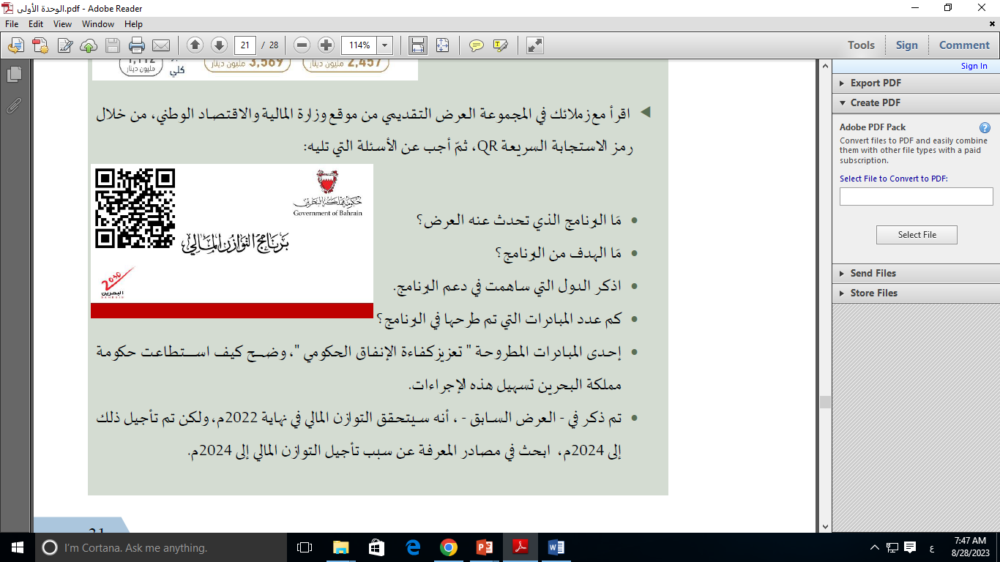 الوحدة الأولى.pdf - Adobe Reader
File Edit View Window Help
21 / 28 114% Tools Sign Comment
Sign In
Export PDF
Create PDF
Adobe PDF Pack
Convert files to PDF and easily combine
them with other file types with a paid
subscription.
Select File to Convert to PDF:
Select File
Send Files
Store Files
كلي 3,569 مليون دينار 2,457 مليون دينار
مليون دينار
اقرأ مع زملائك في المجموعة العرض التقديمي من موقع وزارة المالية والاقتصاد الوطني، من خلال
رمز الاستجابة السريعة QR، ثمّ أجب عن الأسئلة التي تليه:
حكومة مملكة البحرين
Government of Bahrain
برنامج التوازن المالي
2030
البحرين
BAHRAIN
مَا البرنامج الذي تحدث عنه العرض؟
مَا الهدف من البرنامج؟
اذكر الدول التي ساهمت في دعم البرنامج.
كم عدد المبادرات التي تم طرحها في البرنامج؟
إحدى المبادرات المطروحة " تعزيز كفاءة الإنفاق الحكومي "، وضح كيف استطاعت حكومة
مملكة البحرين تسهيل هذه الإجراءات.
تم ذكر في - العرض السابق - ، أنه سيتحقق التوازن المالي في نهاية 2022م، ولكن تم تأجيل ذلك
إلى 2024م، ابحث في مصادر المعرفة عن سبب تأجيل التوازن المالي إلى 2024م.
I'm Cortana. Ask me anything.
ع
7:47 AM
8/28/2023